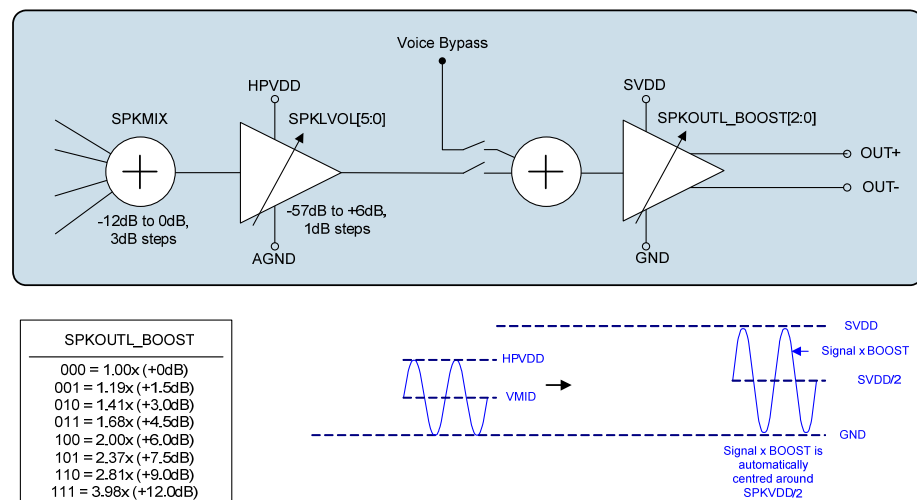 Voice Bypass
HPVDD
SVDD
SPKMIX
SPKLVOL[5:0]
SPKOUTL_BOOST[2:0]
OUT+
OUT-
-12dB to 0dB,
3dB steps
-57dB to +6dB,
1dB steps
AGND
GND
SPKOUTL_BOOST
000 = 1.00x (+0dB)
001 = 1.19x (+1.5dB)
010 = 1.41x (+3.0dB)
011 = 1.68x (+4.5dB)
100 = 2.00x (+6.0dB)
101 = 2.37x (+7.5dB)
110 = 2.81x (+9.0dB)
111 = 3.98x (+12.0dB)
SVDD
Signal x BOOST
HPVDD
SVDD/2
VMID
GND
Signal x BOOST is
automatically
centred around
SPKVDD/2